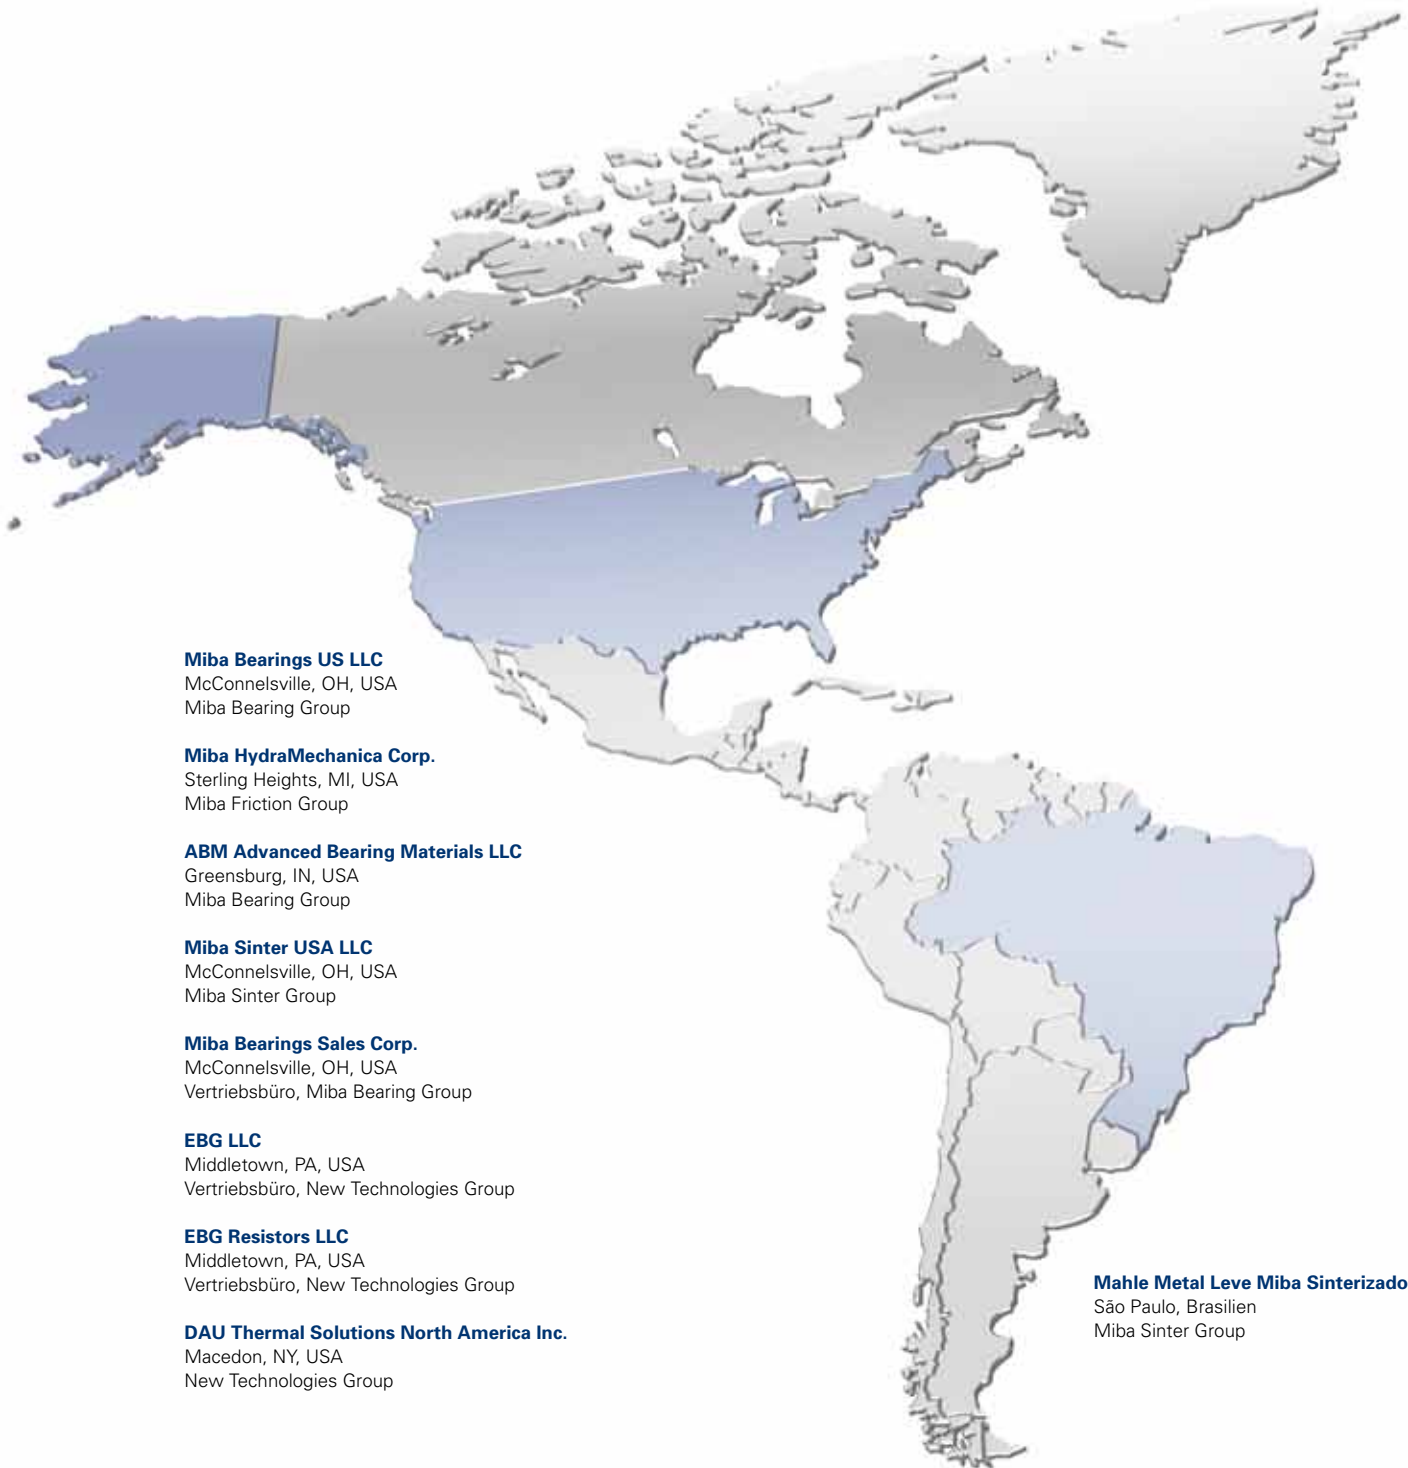 Miba Bearings US LLC
McConnelsville, OH, USA
Miba Bearing Group
Miba HydraMechanica Corp.
Sterling Heights, MI, USA
Miba Friction Group
ABM Advanced Bearing Materials LLC
Greensburg, IN, USA
Miba Bearing Group
Miba Sinter USA LLC
McConnelsville, OH, USA
Miba Sinter Group
Miba Bearings Sales Corp.
McConnelsville, OH, USA
Vertriebsbüro, Miba Bearing Group
EBG LLC
Middletown, PA, USA
Vertriebsbüro, New Technologies Group
EBG Resistors LLC
Middletown, PA, USA
Vertriebsbüro, New Technologies Group
DAU Thermal Solutions North America Inc.
Macedon, NY, USA
New Technologies Group
Mahle Metal Leve Miba Sinterizado
São Paulo, Brasilien
Miba Sinter Group